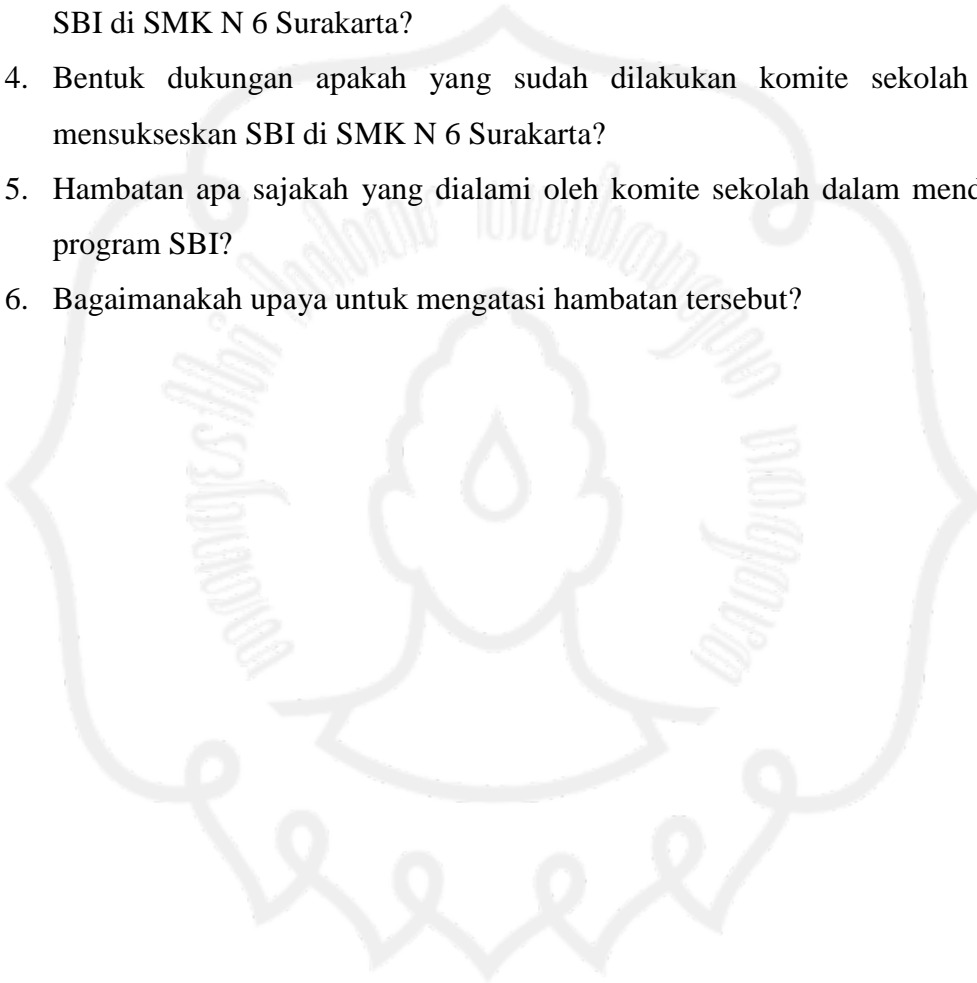 SBI di SMK N 6 Surakarta?
4. Bentuk dukungan apakah yang sudah dilakukan komite sekolah
mensukseskan SBI di SMK N 6 Surakarta?
5. Hambatan apa sajakah yang dialami oleh komite sekolah dalam
program SBI?
6. Bagaimanakah upaya untuk mengatasi hambatan tersebut?